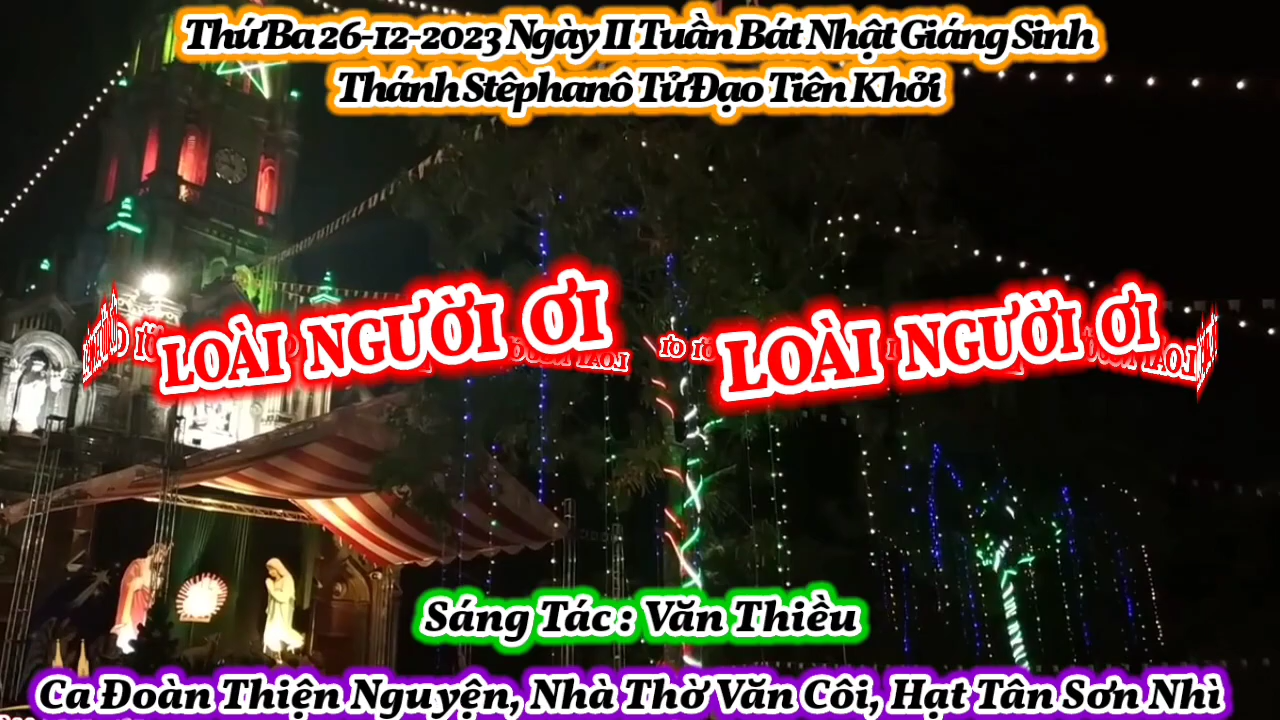 Thứ Ba 26-12-2023 Ngày II Tuần Bát Nhật Giáng Sinh
Thánh Stêphanô Tử Đạo Tiên Khởi
LOÀI NGƯỜI ƠI LOÀI NGƯỜI ƠI
Sáng Tác : Văn Thiều
Ca Đoàn Thiện Nguyện, Nhà Thờ Văn Côi, Hạt Tân Sơn Nhì